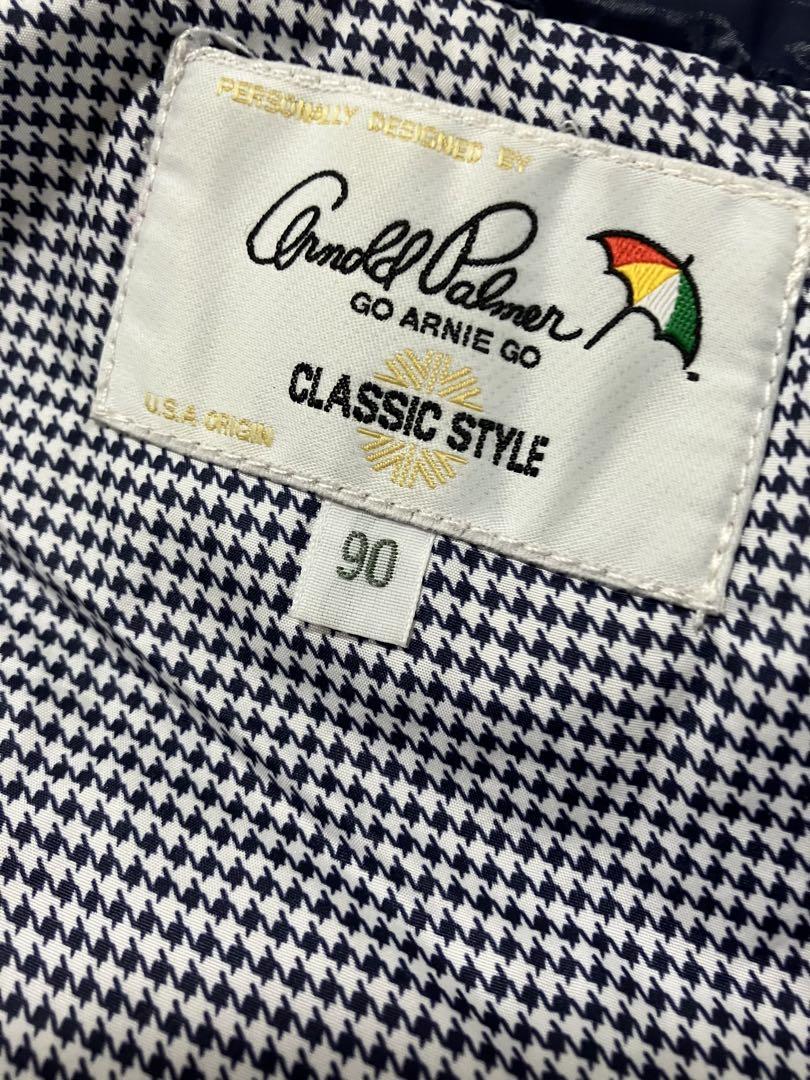 PERSONALLY DESIGNED BY
Arnold Palmer
GO ARNIE GO
CLASSIC STYLE
U.S.A ORIGIN
90